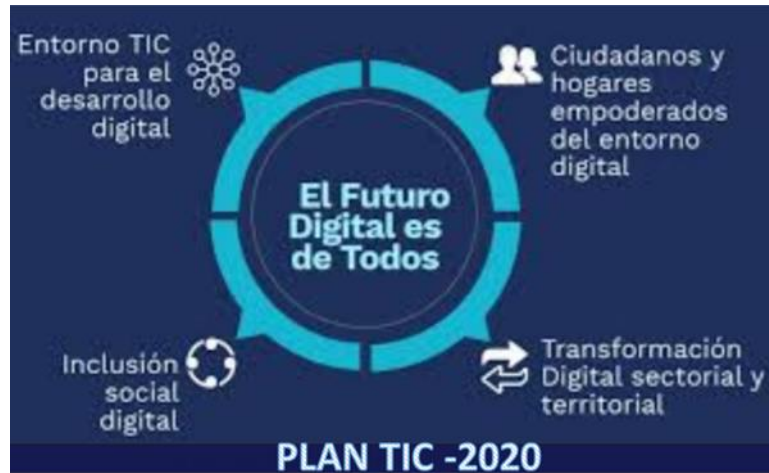 Entorno TIC
para el
desarrollo
digital
Ciudadanos y
hogares
empoderados
del entorno
digital
El Futuro
Digital es
de Todos
Inclusión
social
digital
Transformación
Digital sectorial y
territorial
PLAN TIC -2020